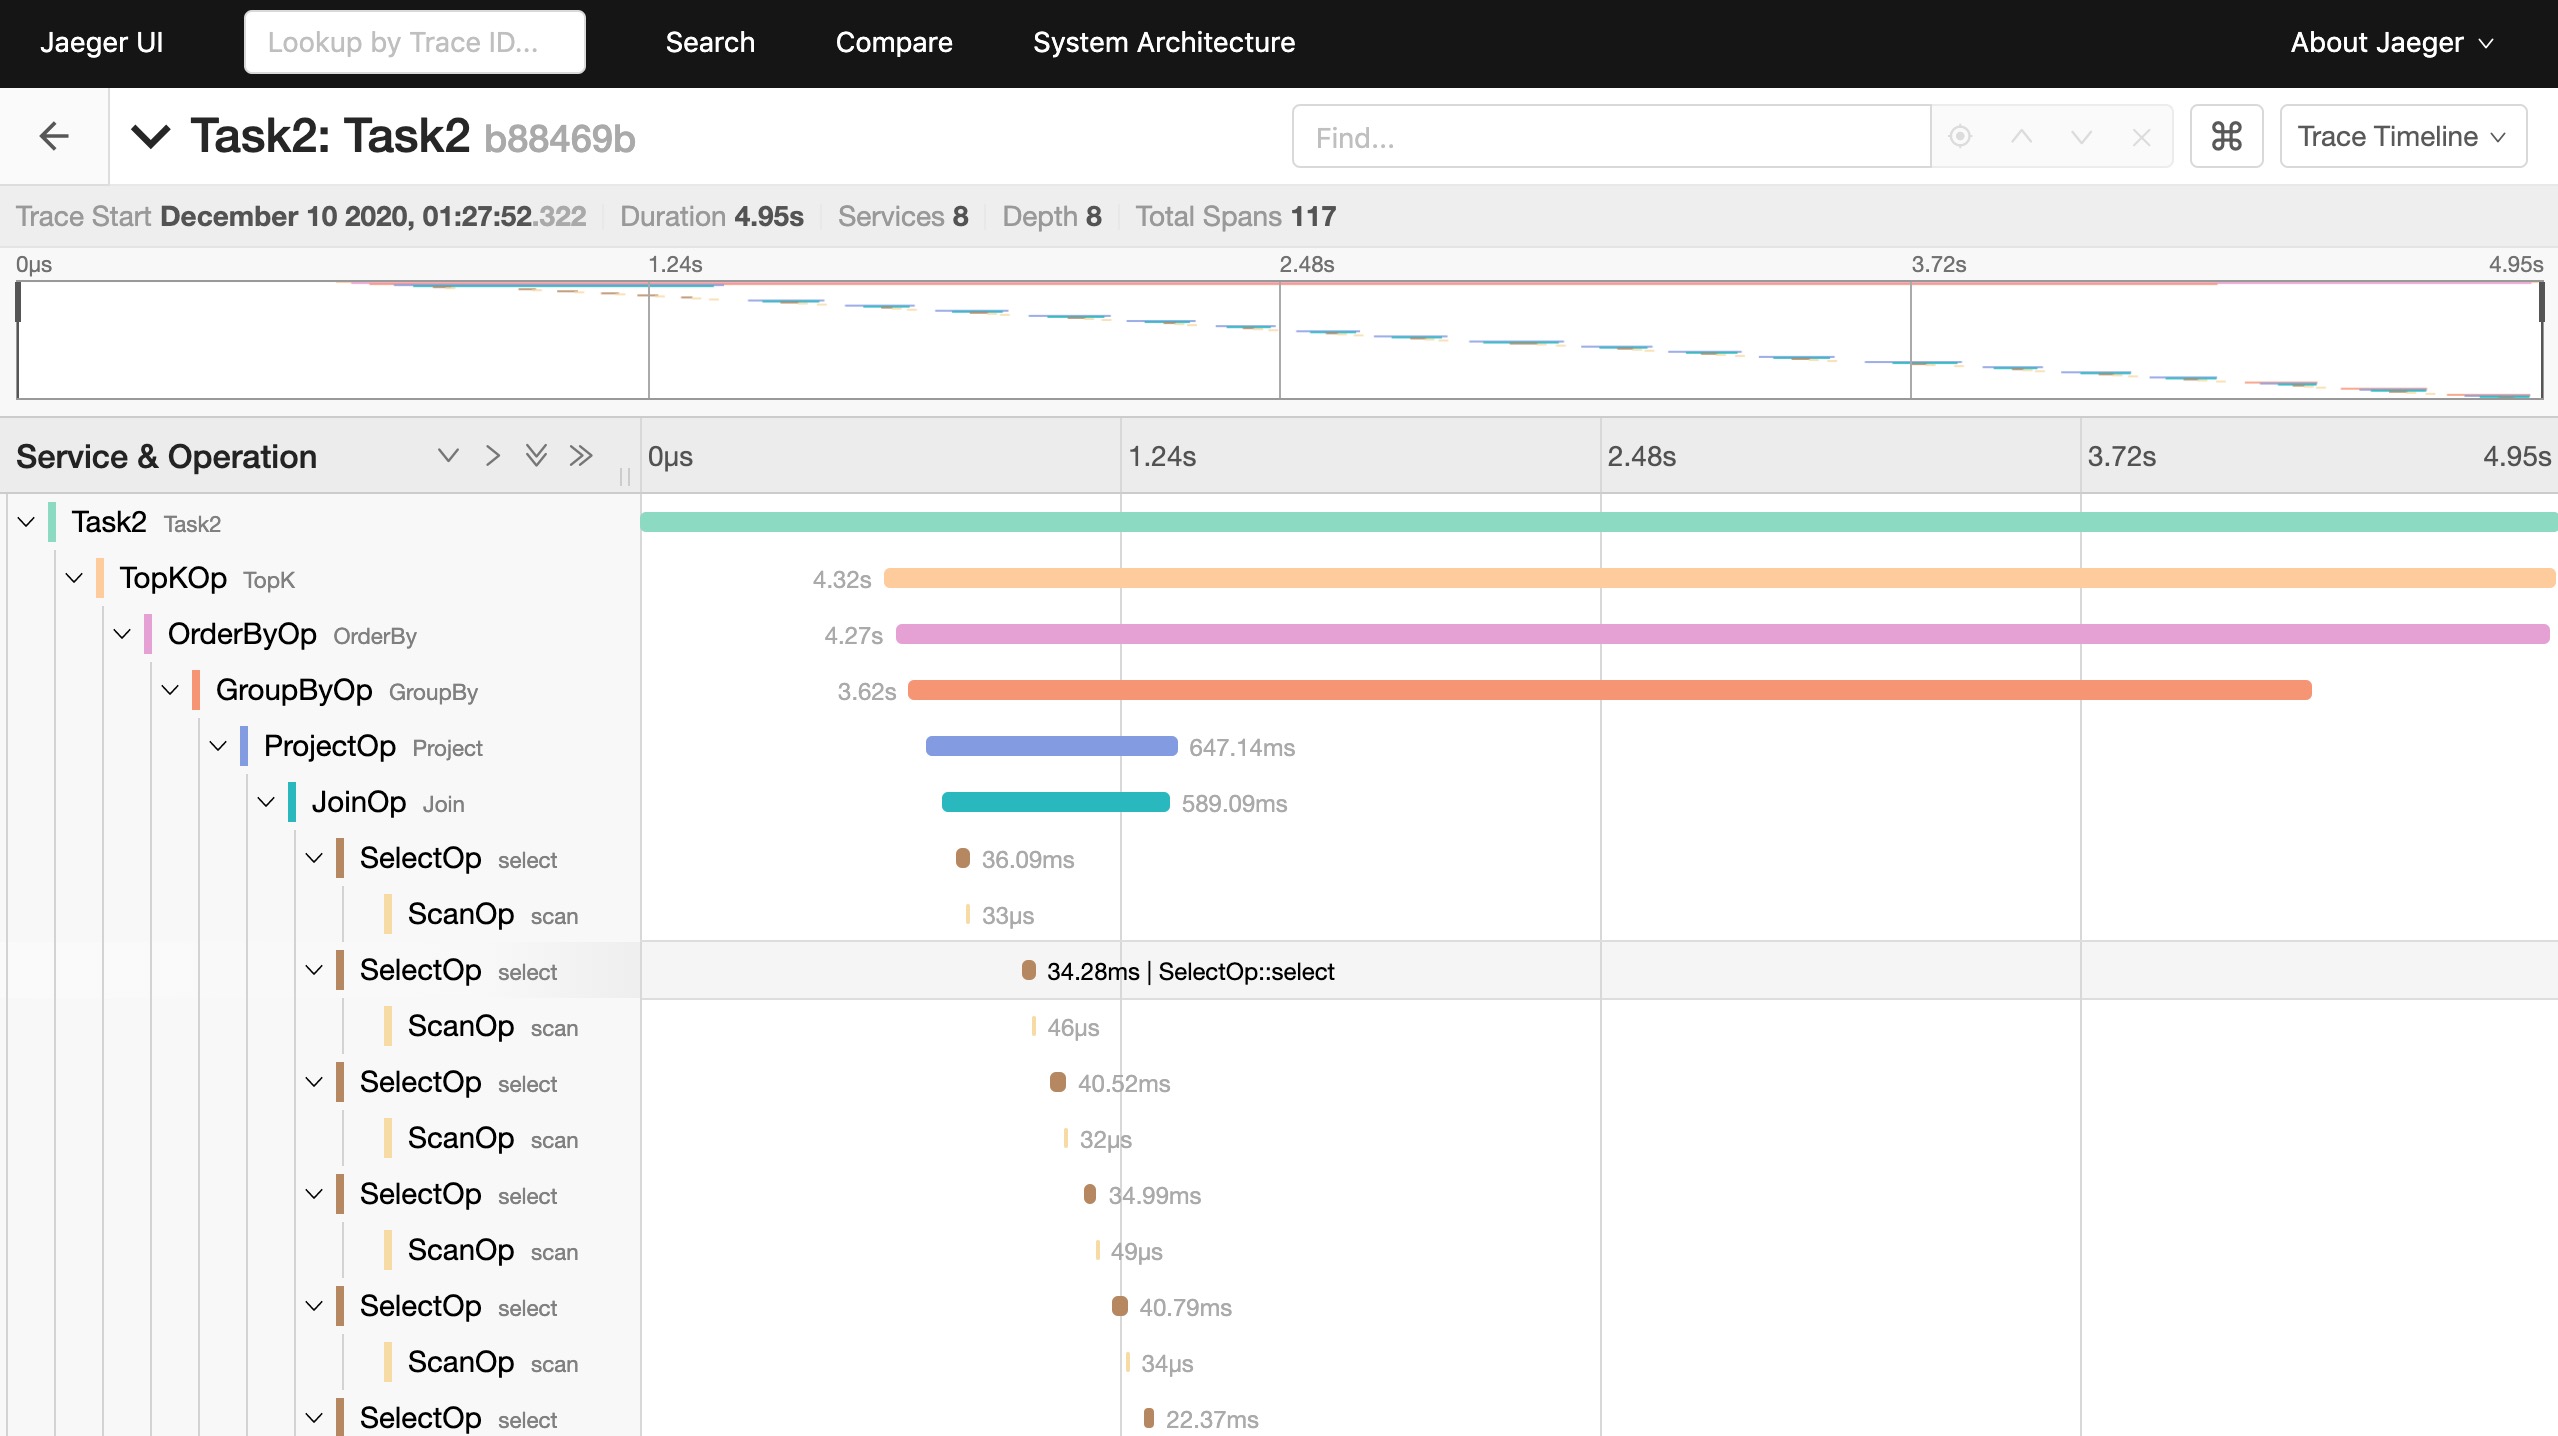 Jaeger UI Lookup by Trace ID... Search Compare System Architecture About Jaeger
Task2: Task2 b88469b Find... ⌘ Trace Timeline
Trace Start December 10 2020, 01:27:52.322 Duration 4.95s Services 8 Depth 8 Total Spans 117
0μs 1.24s 2.48s 3.72s 4.95s
Service & Operation 0μs 1.24s 2.48s 3.72s 4.95s
Task2 Task2
TopKOp TopK 4.32s
OrderByOp OrderBy 4.27s
GroupByOp GroupBy 3.62s
ProjectOp Project 647.14ms
JoinOp Join 589.09ms
SelectOp select 36.09ms
ScanOp scan 33μs
SelectOp select 34.28ms | SelectOp::select
ScanOp scan 46μs
SelectOp select 40.52ms
ScanOp scan 32μs
SelectOp select 34.99ms
ScanOp scan 49μs
SelectOp select 40.79ms
ScanOp scan 34μs
SelectOp select 22.37ms